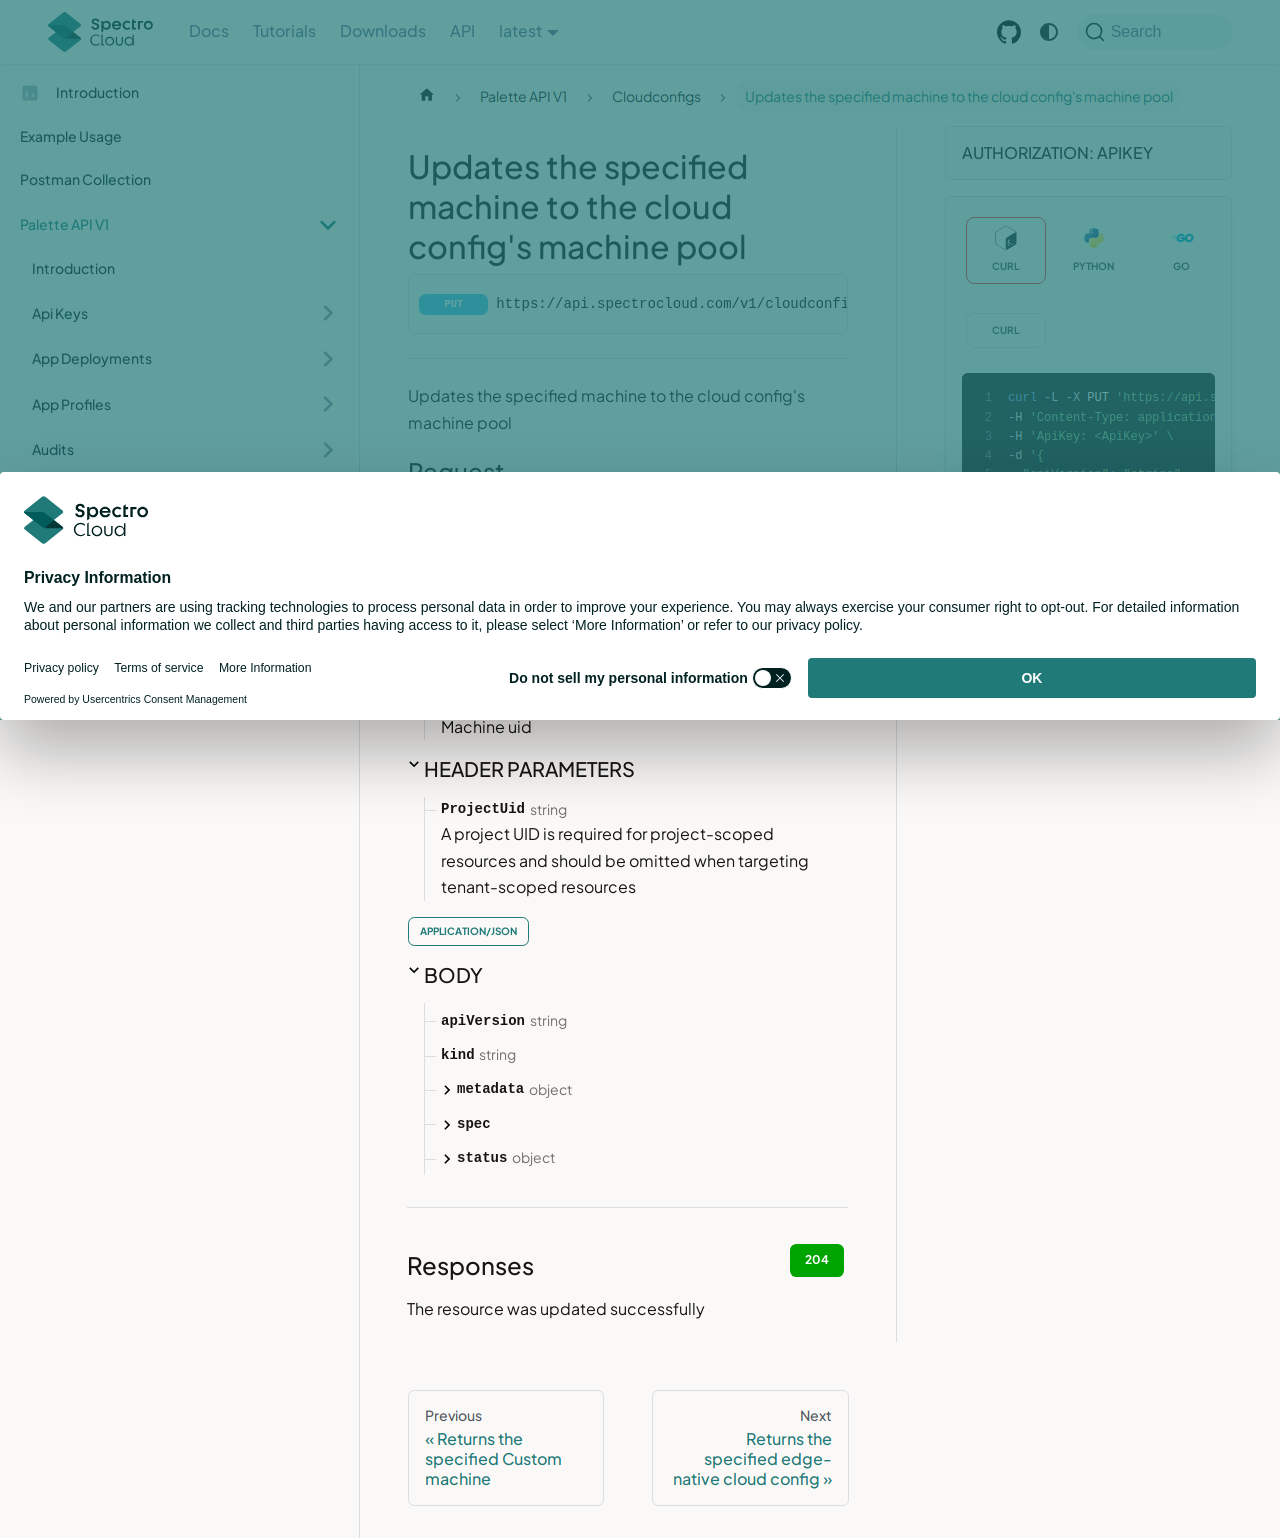 Spectro Cloud
Docs
Tutorials
Downloads
API
latest
Search
Introduction
Example Usage
Postman Collection
Palette API V1
Introduction
Api Keys
App Deployments
App Profiles
Audits
Palette API V1
Cloudconfigs
Updates the specified machine to the cloud config's machine pool
Updates the specified
machine to the cloud
config's machine pool
PUT
https://api.spectrocloud.com/v1/cloudconfi
Updates the specified machine to the cloud config's
machine pool
Request
AUTHORIZATION: APIKEY
CURL
PYTHON
GO
CURL
1 curl -L -X PUT 'https://api.s
2 -H 'Content-Type: application
3 -H 'ApiKey: <ApiKey>' \
4 -d '{
Spectro
Cloud
Privacy Information
We and our partners are using tracking technologies to process personal data in order to improve your experience. You may always exercise your consumer right to opt-out. For detailed information
about personal information we collect and third parties having access to it, please select ‘More Information’ or refer to our privacy policy.
Privacy policy
Terms of service
More Information
Do not sell my personal information
OK
Powered by Usercentrics Consent Management
Machine uid
HEADER PARAMETERS
ProjectUid string
A project UID is required for project-scoped
resources and should be omitted when targeting
tenant-scoped resources
APPLICATION/JSON
BODY
apiVersion string
kind string
metadata object
spec
status object
Responses
204
The resource was updated successfully
Previous
« Returns the
specified Custom
machine
Next
Returns the
specified edge-
native cloud config »